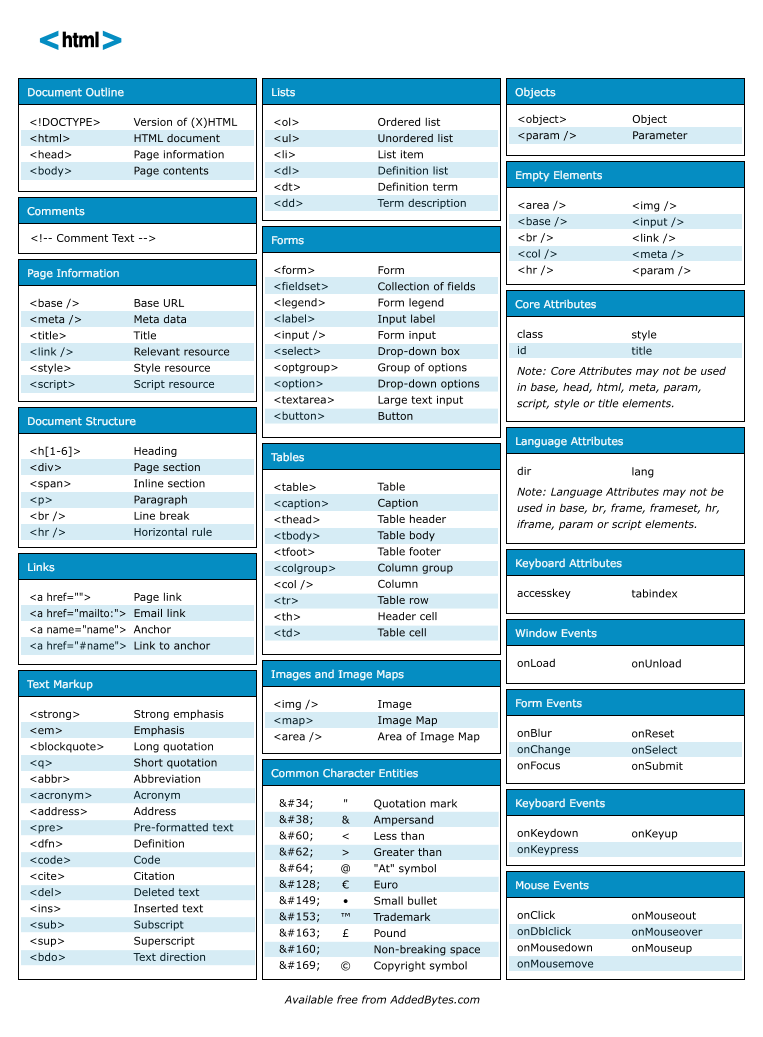 <html>
Document Outline
<!DOCTYPE> Version of (X)HTML
<html> HTML document
<head> Page information
<body> Page contents
Comments
<!-- Comment Text -->
Page Information
<base /> Base URL
<meta /> Meta data
<title> Title
<link /> Relevant resource
<style> Style resource
<script> Script resource
Document Structure
<h[1-6]> Heading
<div> Page section
<span> Inline section
<p> Paragraph
<br /> Line break
<hr /> Horizontal rule
Links
<a href=""> Page link
<a href="mailto:"> Email link
<a name="name"> Anchor
<a href="#name"> Link to anchor
Text Markup
<strong> Strong emphasis
<em> Emphasis
<blockquote> Long quotation
<q> Short quotation
<abbr> Abbreviation
<acronym> Acronym
<address> Address
<pre> Pre-formatted text
<dfn> Definition
<code> Code
<cite> Citation
<del> Deleted text
<ins> Inserted text
<sub> Subscript
<sup> Superscript
<bdo> Text direction
Lists
<ol> Ordered list
<ul> Unordered list
<li> List item
<dl> Definition list
<dt> Definition term
<dd> Term description
Forms
<form> Form
<fieldset> Collection of fields
<legend> Form legend
<label> Input label
<input /> Form input
<select> Drop-down box
<optgroup> Group of options
<option> Drop-down options
<textarea> Large text input
<button> Button
Tables
<table> Table
<caption> Caption
<thead> Table header
<tbody> Table body
<tfoot> Table footer
<colgroup> Column group
<col /> Column
<tr> Table row
<th> Header cell
<td> Table cell
Images and Image Maps
<img /> Image
<map> Image Map
<area /> Area of Image Map
Common Character Entities
&#34; " Quotation mark
&#38; & Ampersand
&#60; < Less than
&#62; > Greater than
&#64; @ "At" symbol
&#128; € Euro
&#149; • Small bullet
&#153; ™ Trademark
&#163; £ Pound
&#160; Non-breaking space
&#169; © Copyright symbol
Objects
<object> Object
<param /> Parameter
Empty Elements
<area /> <img />
<base /> <input />
<br /> <link />
<col /> <meta />
<hr /> <param />
Core Attributes
class style
id title
Note: Core Attributes may not be used
in base, head, html, meta, param,
script, style or title elements.
Language Attributes
dir lang
Note: Language Attributes may not be
used in base, br, frame, frameset, hr,
iframe, param or script elements.
Keyboard Attributes
accesskey tabindex
Window Events
onLoad onUnload
Form Events
onBlur onReset
onChange onSelect
onFocus onSubmit
Keyboard Events
onKeydown onKeyup
onKeypress
Mouse Events
onClick onMouseout
onDblclick onMouseover
onMousedown onMouseup
onMousemove
Available free from AddedBytes.com